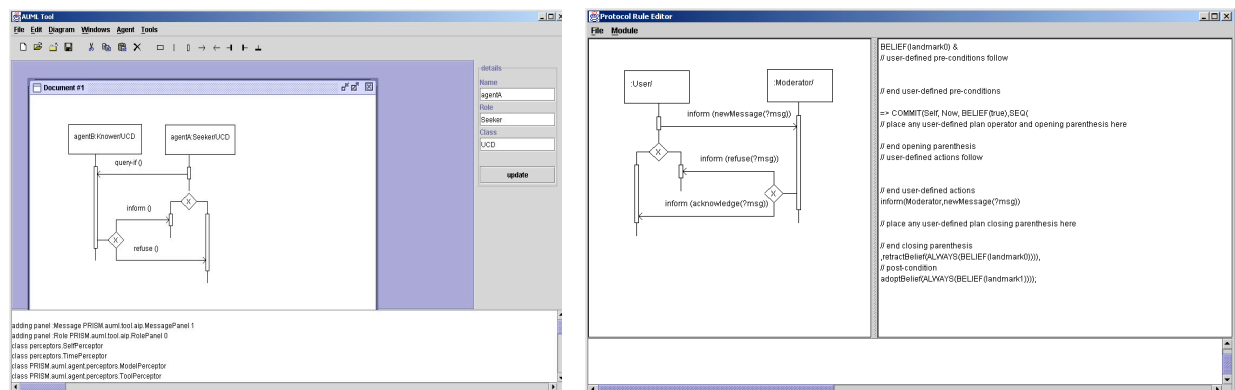 AUML Tool
File Edit Diagram Windows Agent Tools
Document #1
agentB:Knower/UCD
agentA:Seeker/UCD
query-if ()
X
inform ()
X
refuse ()
details
Name
agentA
Role
Seeker
Class
UCD
update
adding panel :Message PRISM.auml.tool.aip.MessagePanel 1
adding panel :Role PRISM.auml.tool.aip.RolePanel 0
class perceptors.SelfPerceptor
class perceptors.TimePerceptor
class PRISM.auml.agent.perceptors.ModelPerceptor
class PRISM.auml.agent.perceptors.ToolPerceptor
Protocol Rule Editor
File Module
:User/
:Moderator/
inform (newMessage(?msg))
X
inform (refuse(?msg))
X
inform (acknowledge(?msg))
BELIEF(landmark0) &
// user-defined pre-conditions follow
// end user-defined pre-conditions
=> COMMIT(Self, Now, BELIEF(true),SEQ(
// place any user-defined plan operator and opening parenthesis here
// end opening parenthesis
// user-defined actions follow
// end user-defined actions
inform(Moderator,newMessage(?msg))
// place any user-defined plan closing parenthesis here
// end closing parenthesis
,retractBelief(ALWAYS(BELIEF(landmark0)))),
// post-condition
adoptBelief(ALWAYS(BELIEF(landmark1))));